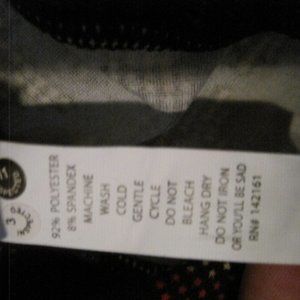 92% POLYESTER
8% SPANDEX
MACHINE
WASH
COLD
GENTLE
CYCLE
DO NOT
BLEACH
HANG DRY
DO NOT IRON
OR YOU'LL BE SAD
RN# 142161